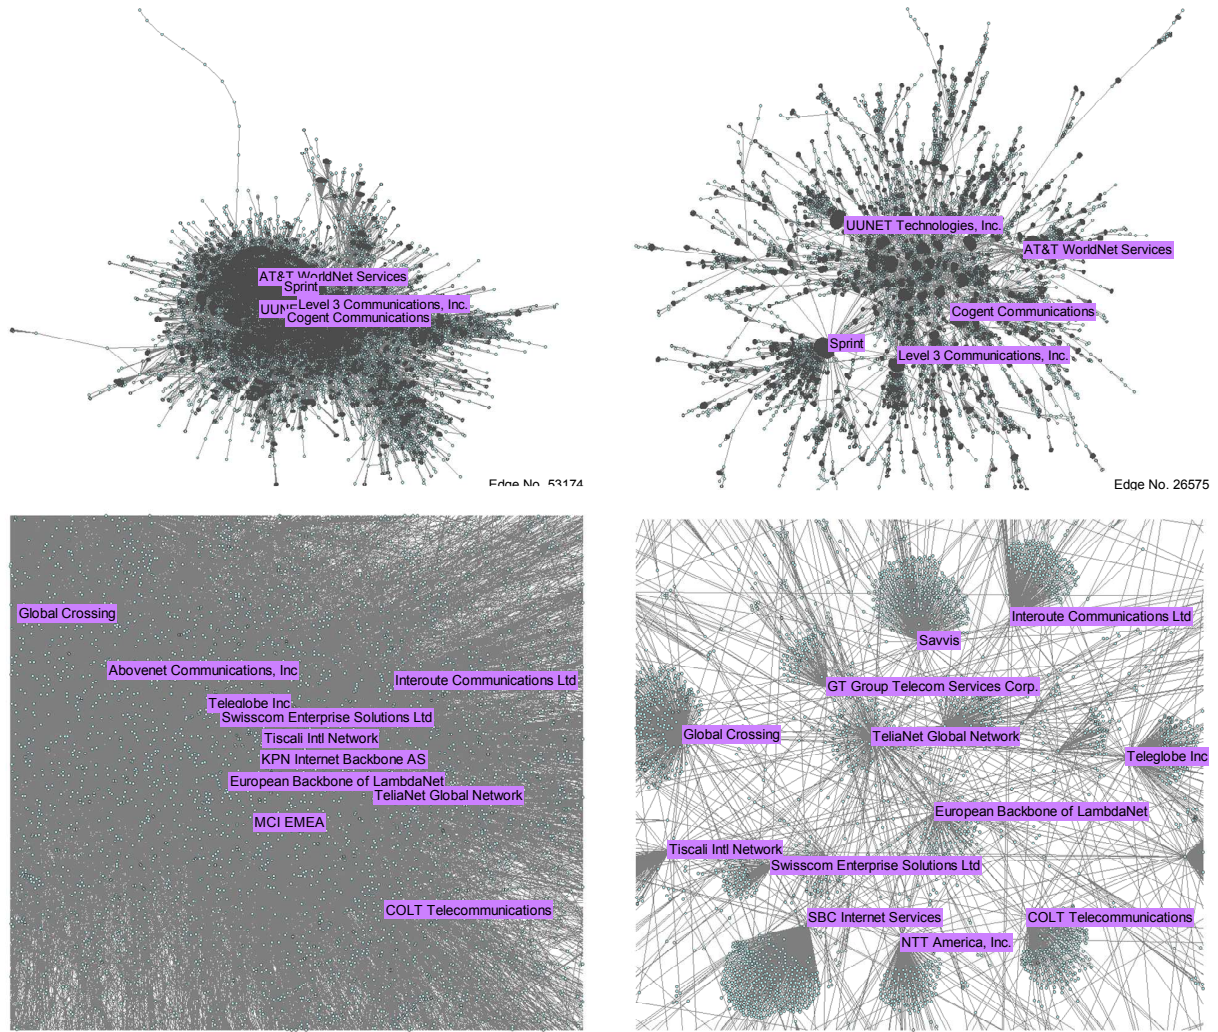 AT&T WorldNet Services
Sprint
Level 3 Communications, Inc.
Cogent Communications
Edge No. 53174
UUNET Technologies, Inc.
AT&T WorldNet Services
Cogent Communications
Sprint
Level 3 Communications, Inc.
Edge No. 26575
Global Crossing
Abovenet Communications, Inc
Interoute Communications Ltd
Teleglobe Inc
Swisscom Enterprise Solutions Ltd
Tiscali Intl Network
KPN Internet Backbone AS
European Backbone of LambdaNet
TeliaNet Global Network
MCI EMEA
COLT Telecommunications
Interoute Communications Ltd
Savvis
GT Group Telecom Services Corp.
Global Crossing
TeliaNet Global Network
Teleglobe Inc
European Backbone of LambdaNet
Tiscali Intl Network
Swisscom Enterprise Solutions Ltd
SBC Internet Services
COLT Telecommunications
NTT America, Inc.